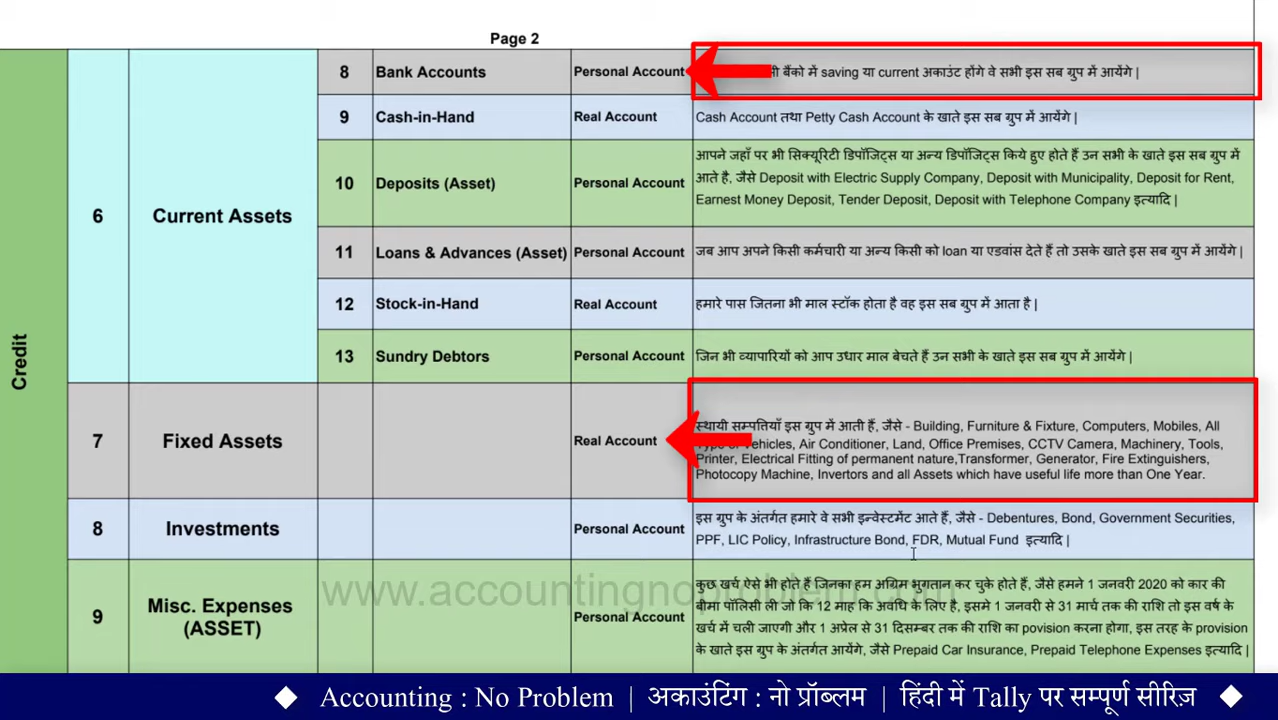 Page 2
Credit
6 Current Assets
8 Bank Accounts Personal Account बैंको में saving या current अकाउंट होंगे वे सभी इस सब ग्रुप में आयेंगे |
9 Cash-in-Hand Real Account Cash Account तथा Petty Cash Account के खाते इस सब ग्रुप में आयेंगे |
10 Deposits (Asset) Personal Account
आपने जहाँ पर भी सिक्यूरिटी डिपॉजिट्स या अन्य डिपॉजिट्स किये हुए होते हैं उन सभी के खाते इस सब ग्रुप में
आते है, जैसे Deposit with Electric Supply Company, Deposit with Municipality, Deposit for Rent,
Earnest Money Deposit, Tender Deposit, Deposit with Telephone Company इत्यादि |
11 Loans & Advances (Asset) Personal Account जब आप अपने किसी कर्मचारी या अन्य किसी को loan या एडवांस देते हैं तो उसके खाते इस सब ग्रुप में आयेंगे |
12 Stock-in-Hand Real Account हमारे पास जितना भी माल स्टॉक होता है वह इस सब ग्रुप में आता है |
13 Sundry Debtors Personal Account जिन भी व्यापारियों को आप उधार माल बेचते हैं उन सभी के खाते इस सब ग्रुप में आयेंगे |
7 Fixed Assets Real Account
स्थायी सम्पतियाँ इस ग्रुप में आती हैं, जैसे - Building, Furniture & Fixture, Computers, Mobiles, All
Vehicles, Air Conditioner, Land, Office Premises, CCTV Camera, Machinery, Tools,
Printer, Electrical Fitting of permanent nature,Transformer, Generator, Fire Extinguishers,
Photocopy Machine, Invertors and all Assets which have useful life more than One Year.
8 Investments Personal Account
इस ग्रुप के अंतर्गत हमारे वे सभी इन्वेस्टमेंट आते हैं, जैसे - Debentures, Bond, Government Securities,
PPF, LIC Policy, Infrastructure Bond, FDR, Mutual Fund इत्यादि |
9 Misc. Expenses
(ASSET)
Personal Account
कुछ खर्च ऐसे भी होते हैं जिनका हम अग्रिम भुगतान कर चुके होते हैं, जैसे हमने 1 जनवरी 2020 को कार की
बीमा पॉलिसी ली जो कि 12 माह कि अवधि के लिए है, इसमे 1 जनवरी से 31 मार्च तक की राशि तो इस वर्ष के
खर्च में चली जाएगी और 1 अप्रेल से 31 दिसम्बर तक की राशि का povision करना होगा, इस तरह के provision
के खाते इस ग्रुप के अंतर्गत आयेंगे, जैसे Prepaid Car Insurance, Prepaid Telephone Expenses इत्यादि |
www.accountingnoproblem.com
Accounting : No Problem | अकाउंटिंग : नो प्रॉब्लम | हिंदी में Tally पर सम्पूर्ण सीरिज़